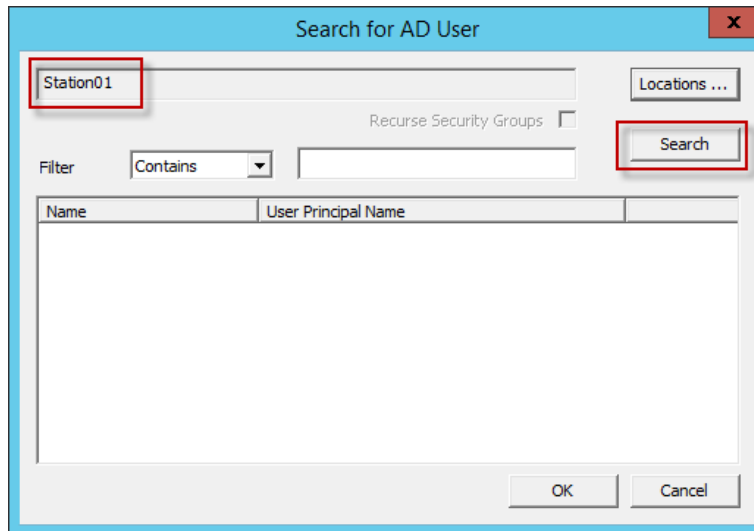 Search for AD User
x
Station01
Locations ...
Recurse Security Groups
Search
Filter
Contains
Name
User Principal Name
OK
Cancel